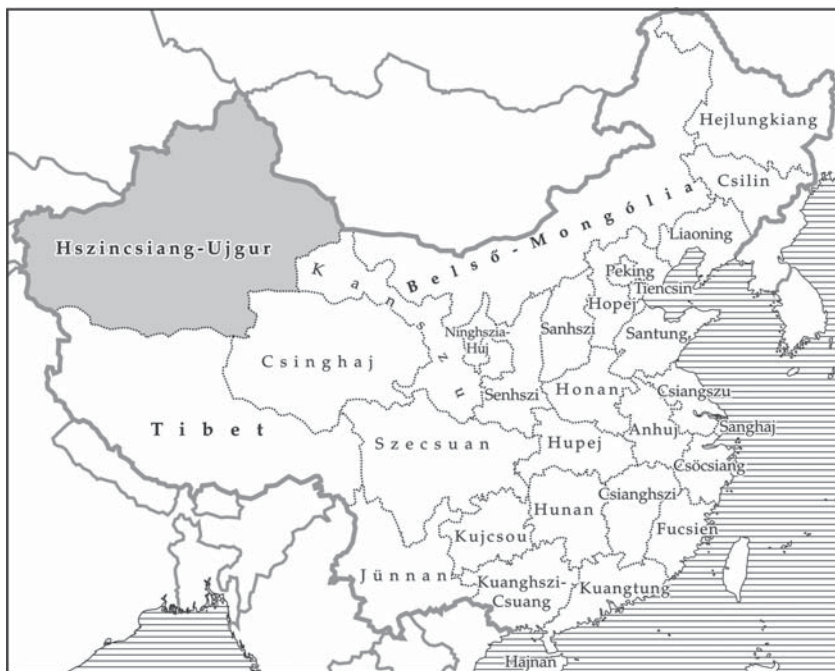 Hejlungkiang
Csilin
Belső-Mongólia
Liaoning
Hszincsiang-Ujgur
Kanszu
Peking
Tiencsin
Hopej
Ninghszia-
Huj
Sanhszi
Santung
Csinghaj
Senhszi
Honan
Csiangszu
Tibet
Szecsuan
Hupej
Anhuj
Sanghaj
Csöcsiang
Hunan
Csianghszi
Kujcsou
Fucsien
Jünnan
Kuanghszi-
Csuang
Kuangtung
Hajnan